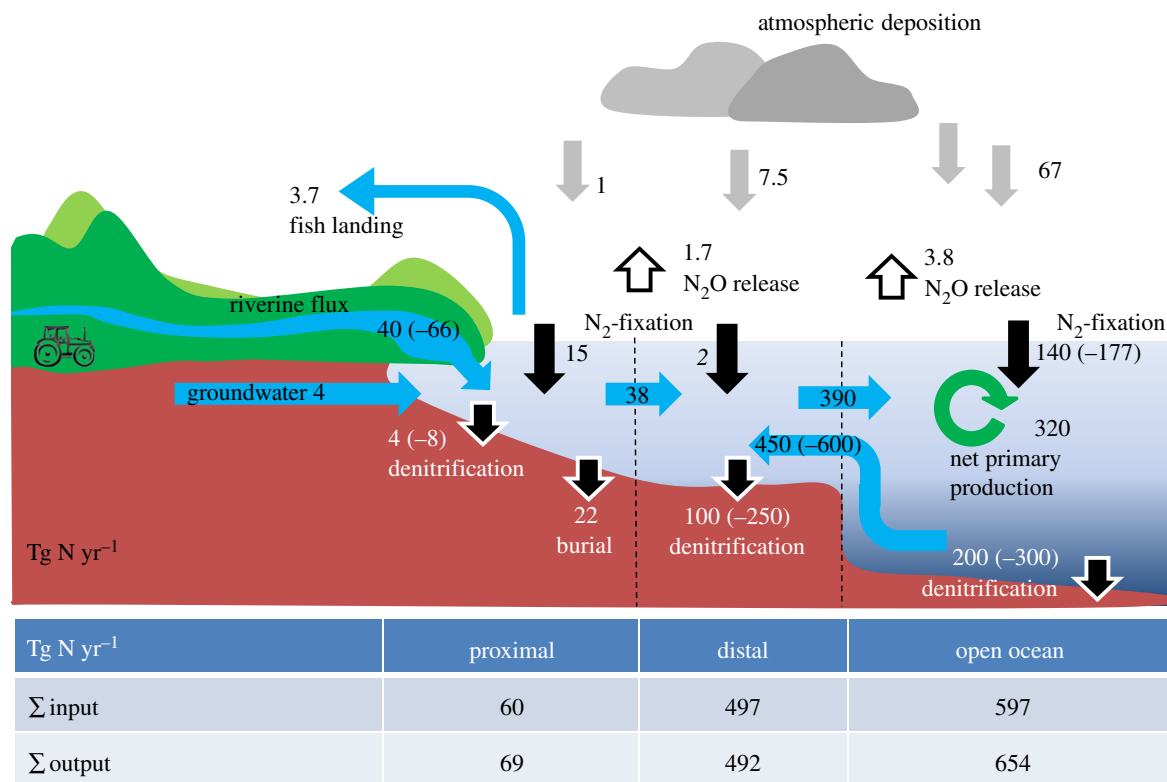 atmospheric deposition
1
7.5
67
3.7
fish landing
1.7
N₂O release
3.8
N₂O release
riverine flux
40 (–66)
N₂-fixation
15
2
N₂-fixation
140 (–177)
groundwater 4
38
390
4 (–8)
denitrification
450 (–600)
320
net primary
production
22
burial
100 (–250)
denitrification
200 (–300)
denitrification
Tg N yr⁻¹
Tg N yr⁻¹ proximal distal open ocean
∑ input 60 497 597
∑ output 69 492 654